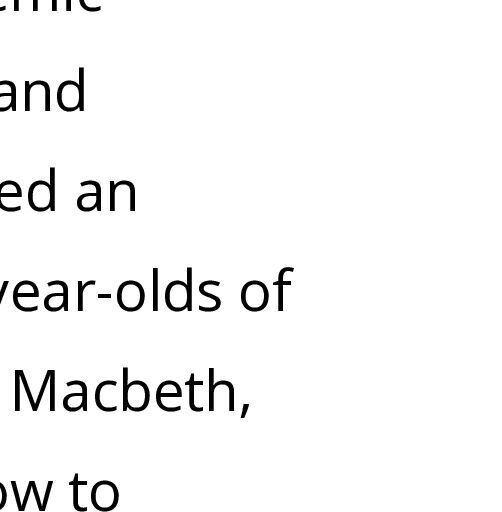 and
ed an
year-olds of
Macbeth,
ow to